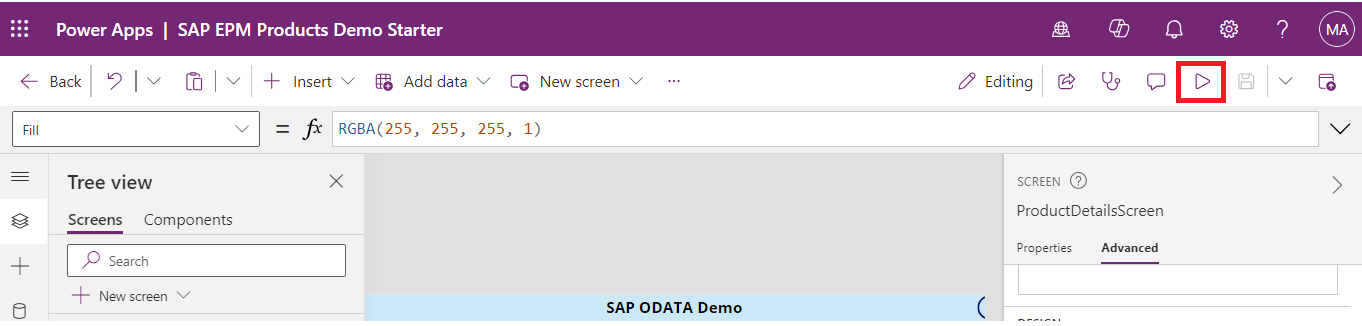 Power Apps | SAP EPM Products Demo Starter
MA
Back
Insert
Add data
New screen
...
Editing
Fill
= fx
RGBA(255, 255, 255, 1)
Tree view
Screens
Components
Search
New screen
SAP ODATA Demo
SCREEN
ProductDetailsScreen
Properties
Advanced
DESIGN